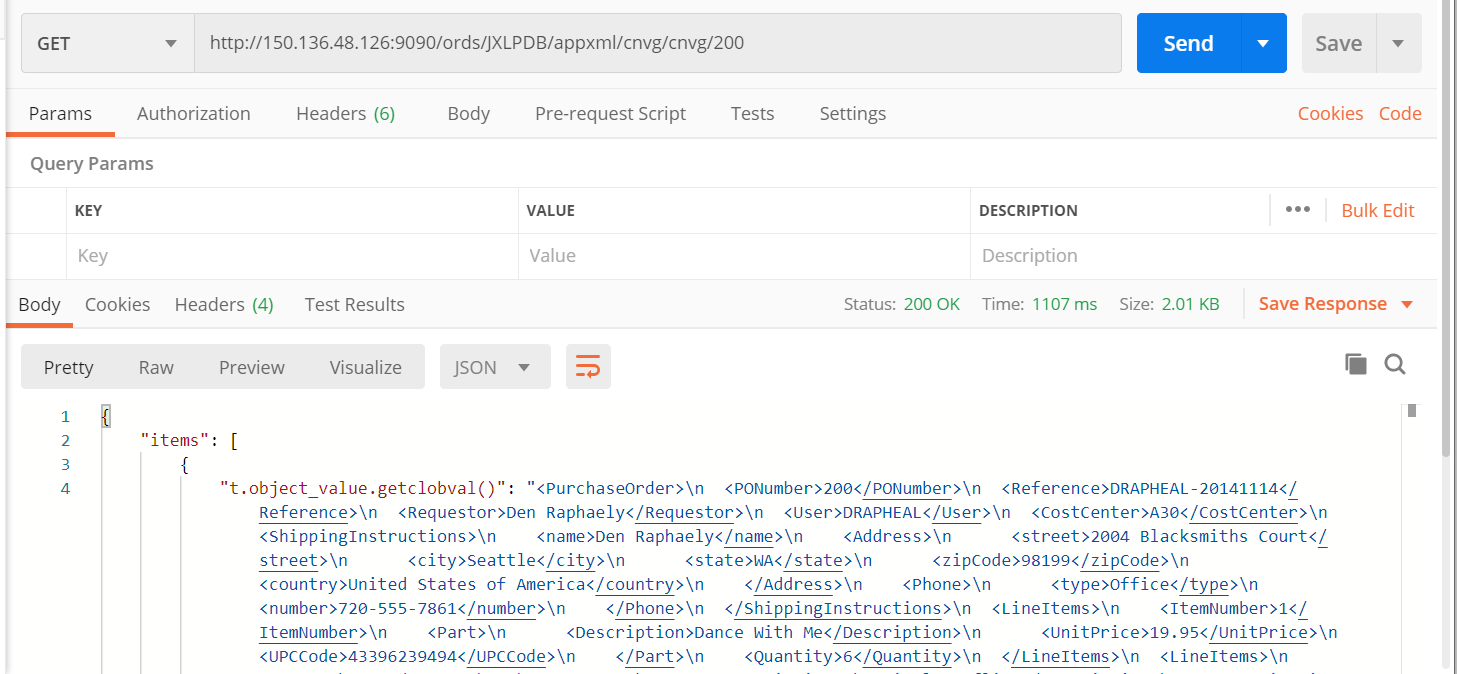 GET http://150.136.48.126:9090/ords/JXLPDB/appxml/cnvg/cnvg/200 Send Save
Params Authorization Headers (6) Body Pre-request Script Tests Settings Cookies Code
Query Params
KEY VALUE DESCRIPTION ••• Bulk Edit
Key Value Description
Body Cookies Headers (4) Test Results Status: 200 OK Time: 1107 ms Size: 2.01 KB Save Response
Pretty Raw Preview Visualize JSON
1 {
2 "items": [
3 {
4 "t.object_value.getclobval()": "<PurchaseOrder>\n <PONumber>200</PONumber>\n <Reference>DRAPHEAL-20141114</
Reference>\n <Requestor>Den Raphaely</Requestor>\n <User>DRAPHEAL</User>\n <CostCenter>A30</CostCenter>\n
<ShippingInstructions>\n <name>Den Raphaely</name>\n <Address>\n <street>2004 Blacksmiths Court</
street>\n <city>Seattle</city>\n <state>WA</state>\n <zipCode>98199</zipCode>\n
<country>United States of America</country>\n </Address>\n <Phone>\n <type>Office</type>\n
<number>720-555-7861</number>\n </Phone>\n </ShippingInstructions>\n <LineItems>\n <ItemNumber>1</
ItemNumber>\n <Part>\n <Description>Dance With Me</Description>\n <UnitPrice>19.95</UnitPrice>\n
<UPCCode>43396239494</UPCCode>\n </Part>\n <Quantity>6</Quantity>\n </LineItems>\n <LineItems>\n